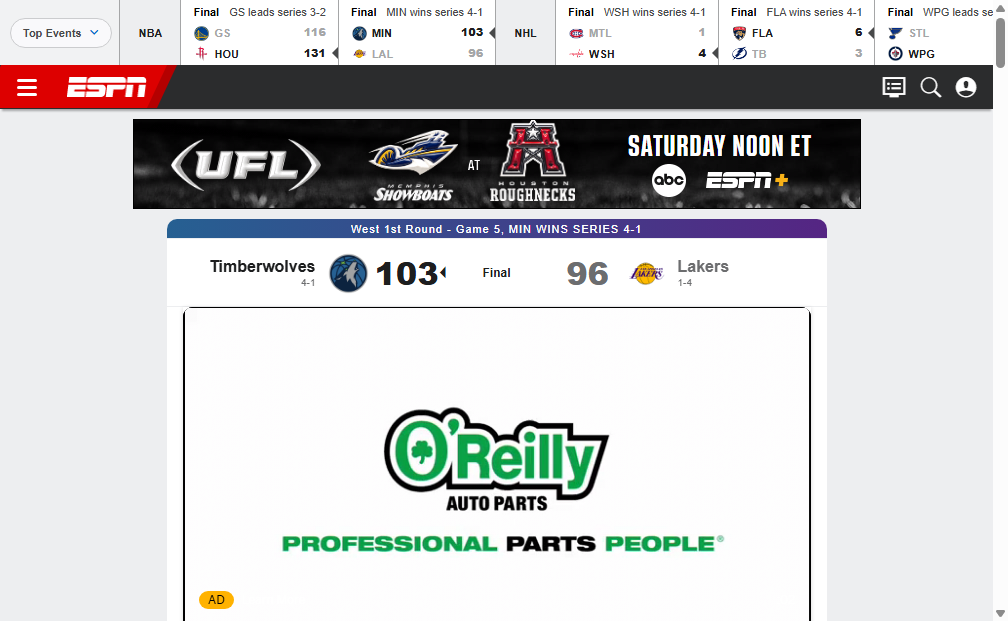 Top Events
NBA
Final GS leads series 3-2
GS 116
HOU 131
Final MIN wins series 4-1
MIN 103
LAL 96
NHL
Final WSH wins series 4-1
MTL 1
WSH 4
Final FLA wins series 4-1
FLA 6
TB 3
Final WPG leads se
STL
WPG
ESPN
UFL
MEMPHIS
SHOWBOATS
AT
HOUSTON
ROUGHNECKS
SATURDAY NOON ET
abc ESPN+
West 1st Round - Game 5, MIN WINS SERIES 4-1
Timberwolves
4-1
103
Final
96
LAKERS
Lakers
1-4
O'Reilly
AUTO PARTS
PROFESSIONAL PARTS PEOPLE®
AD